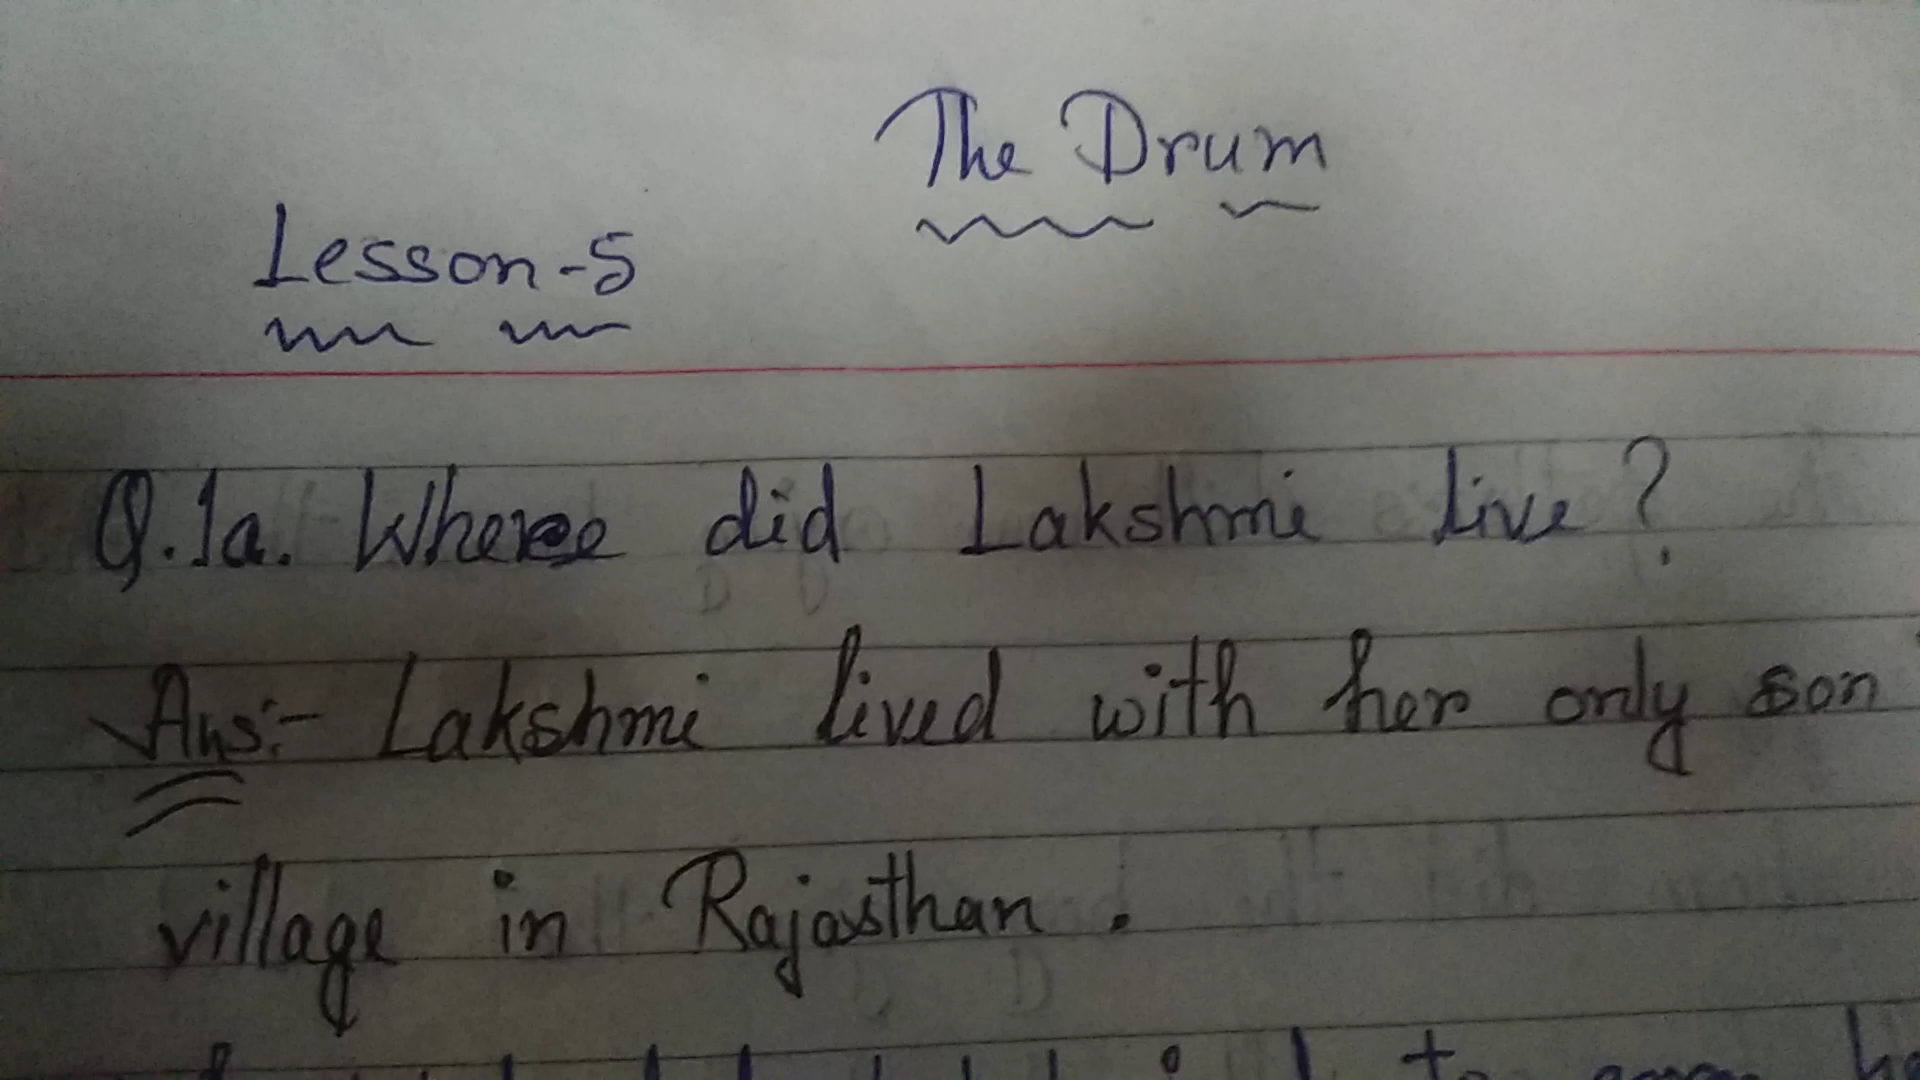 The Drum
Lesson-5
Q.1a. Where did Lakshmi live?
Ans:- Lakshmi lived with her only son
village in Rajasthan.